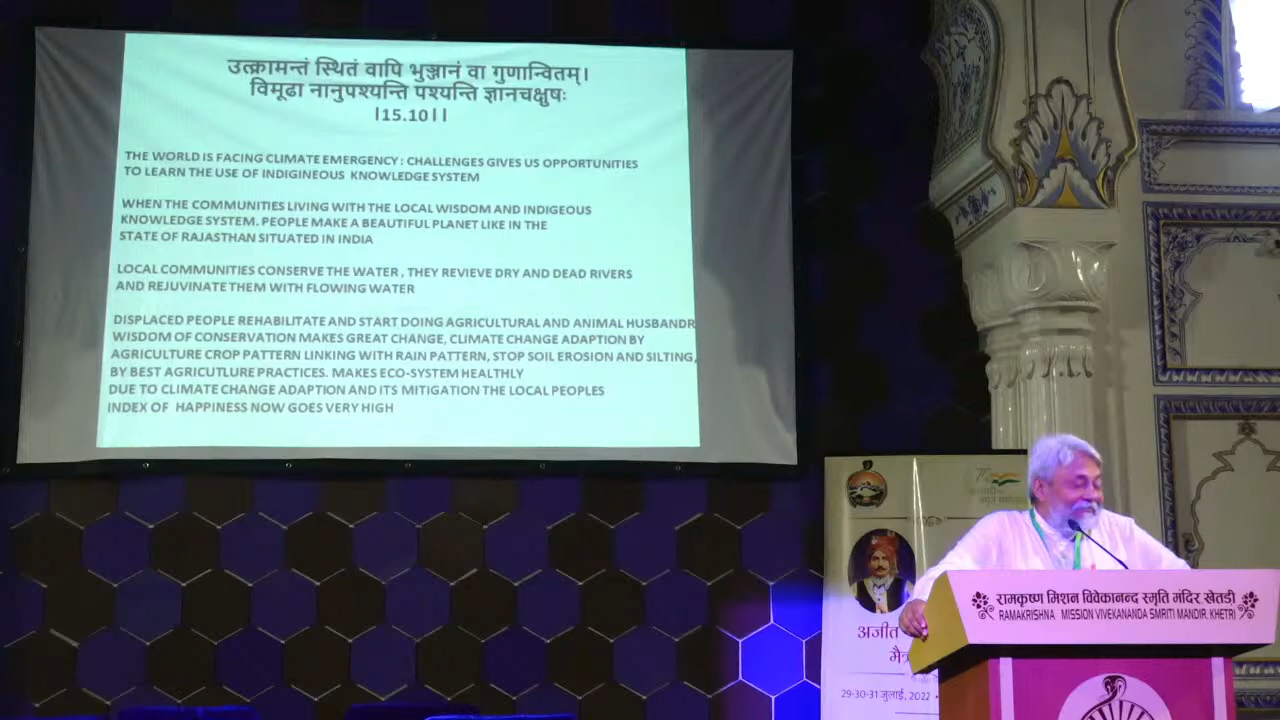 उत्क्रामन्तं स्थितं वापि भुञ्जानं वा गुणान्वितम्।
विमूढा नानुपश्यन्ति पश्यन्ति ज्ञानचक्षुषः
।15.10।।
THE WORLD IS FACING CLIMATE EMERGENCY : CHALLENGES GIVES US OPPORTUNITIES
TO LEARN THE USE OF INDIGINEOUS KNOWLEDGE SYSTEM
WHEN THE COMMUNITIES LIVING WITH THE LOCAL WISDOM AND INDIGEOUS
KNOWLEDGE SYSTEM. PEOPLE MAKE A BEAUTIFUL PLANET LIKE IN THE
STATE OF RAJASTHAN SITUATED IN INDIA
LOCAL COMMUNITIES CONSERVE THE WATER , THEY REVIEVE DRY AND DEAD RIVERS
AND REJUVINATE THEM WITH FLOWING WATER
DISPLACED PEOPLE REHABILITATE AND START DOING AGRICULTURAL AND ANIMAL HUSBANDR
WISDOM OF CONSERVATION MAKES GREAT CHANGE, CLIMATE CHANGE ADAPTION BY
AGRICULTURE CROP PATTERN LINKING WITH RAIN PATTERN, STOP SOIL EROSION AND SILTING,
BY BEST AGRICUTLURE PRACTICES. MAKES ECO-SYSTEM HEALTHLY
DUE TO CLIMATE CHANGE ADAPTION AND ITS MITIGATION THE LOCAL PEOPLES
INDEX OF HAPPINESS NOW GOES VERY HIGH
अजीत
मैत्र
29-30-31 जुलाई, 2022 •
रामकृष्ण मिशन विवेकानन्द स्मृति मंदिर खेतड़ी
RAMAKRISHNA MISSION VIVEKANANDA SMRITI MANDIR, KHETRI